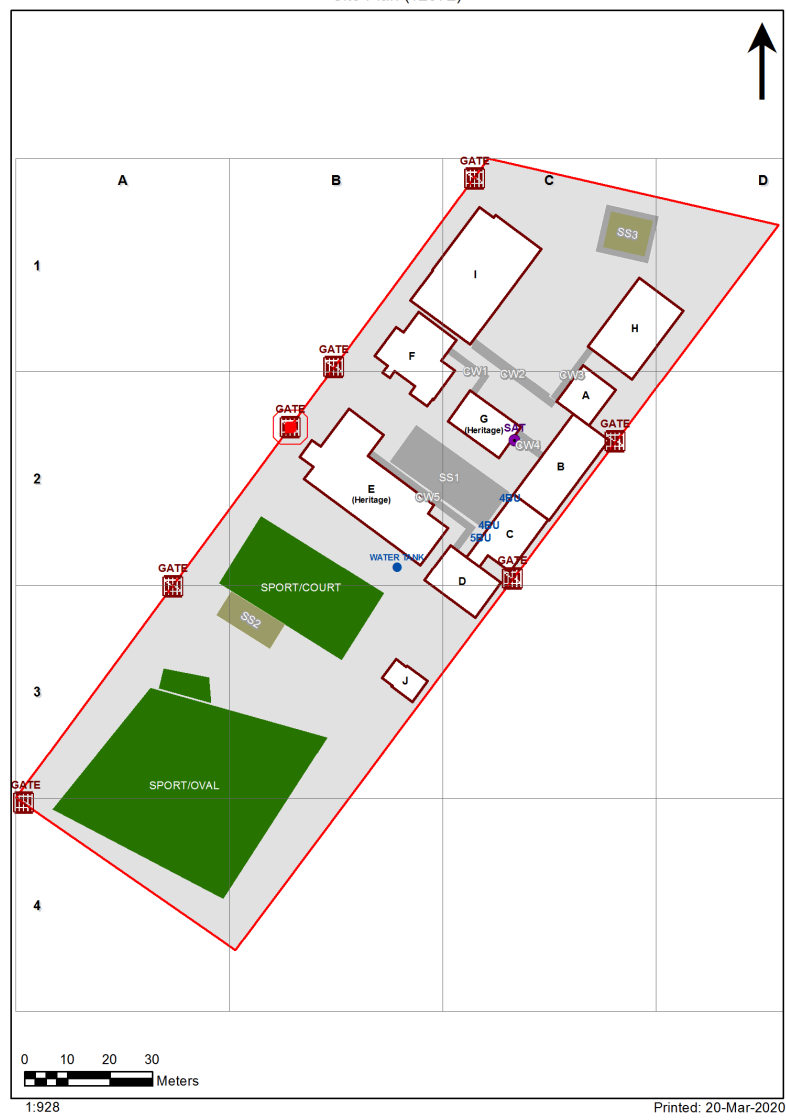 GATE
A B C D
SS3
1
I
H
GATE
F
CW1 CW2 CW3
A
GATE
G
(Heritage)
SAT
GATE
CW4
B
2
SS1
E
(Heritage)
CW5
4BU
4BU
5BU
C
WATER TANK
GATE
GATE
D
SPORT/COURT
SS2
J
3
SPORT/OVAL
GATE
4
0 10 20 30
Meters
1:928
Printed: 20-Mar-2020